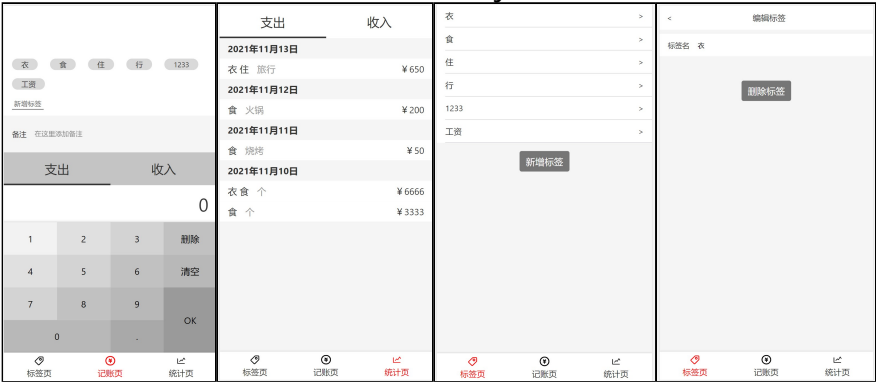 衣 食 住 行 1233
工资
新增标签
备注 在这里添加备注
支出 收入
0
1 2 3 删除
4 5 6 清空
7 8 9
OK
0 .
标签页 记账页 统计页
支出 收入
2021年11月13日
衣住 旅行 ¥650
2021年11月12日
食 火锅 ¥200
2021年11月11日
食 烧烤 ¥50
2021年11月10日
衣食 个 ¥6666
食 个 ¥3333
标签页 记账页 统计页
衣 >
食 >
住 >
行 >
1233 >
工资 >
新增标签
标签页 记账页 统计页
< 编辑标签
标签名 衣
删除标签
标签页 记账页 统计页